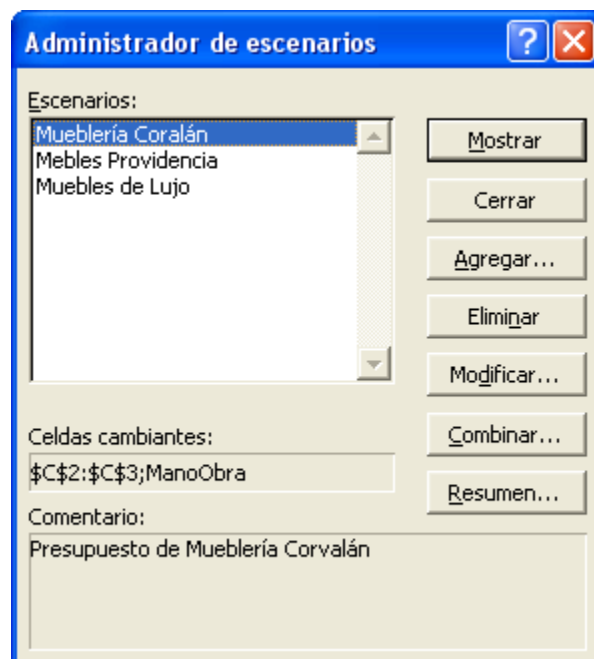 Administrador de escenarios
Escenarios:
Mueblería Coralán
Mebles Providencia
Muebles de Lujo
Mostrar
Cerrar
Agregar...
Eliminar
Modificar...
Combinar...
Resumen...
Celdas cambiantes:
$C$2:$C$3;ManoObra
Comentario:
Presupuesto de Mueblería Corvalán